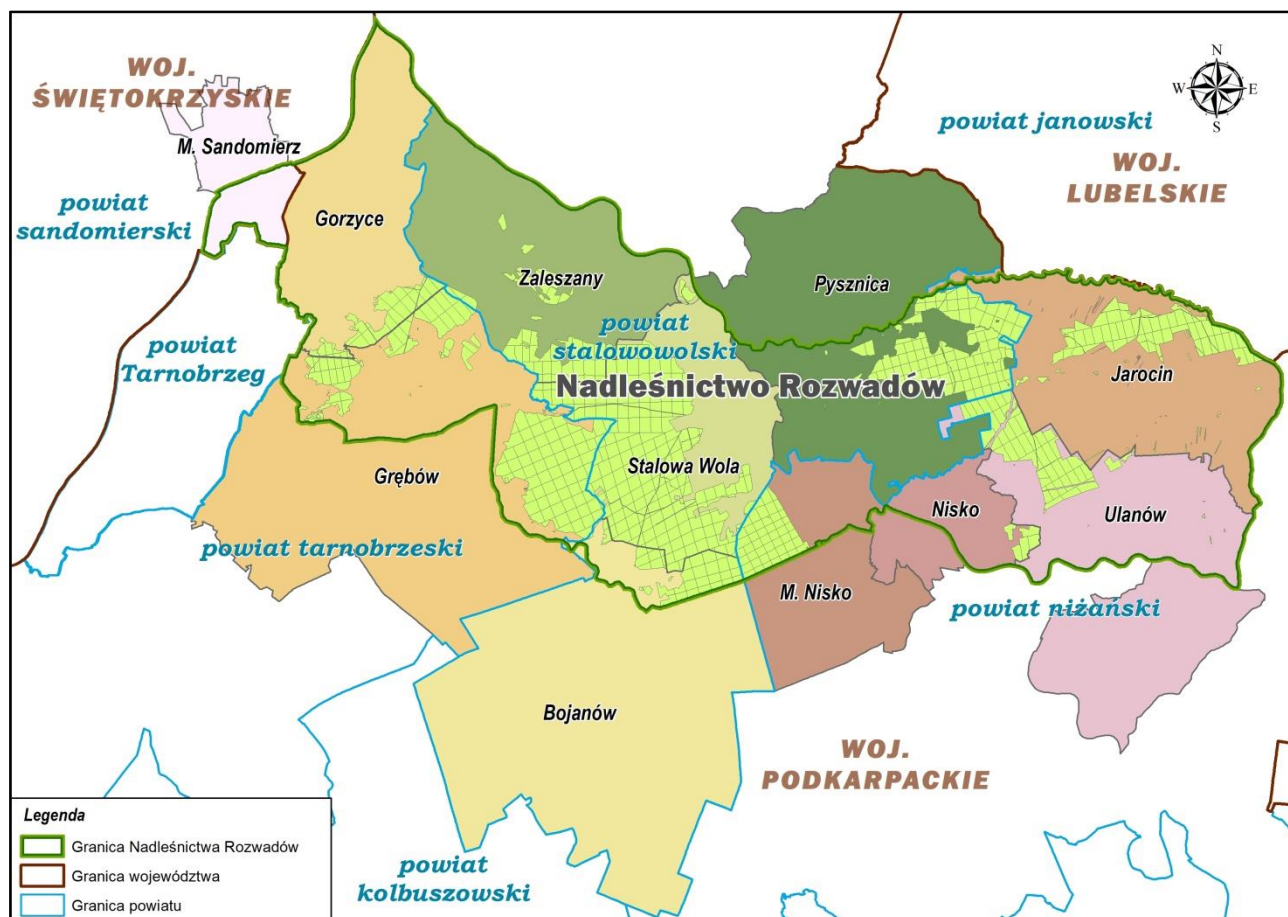 WOJ.
ŚWIĘTOKRZYSKIE
M. Sandomierz
powiat
sandomierski
Gorzyce
N
W
E
S
powiat janowski
WOJ.
LUBELSKIE
Zaleszany
Pysznica
powiat
stalowowolski
powiat
Tarnobrzeg
Nadleśnictwo Rozwadów
Jarocin
Grębów
Stalowa Wola
Nisko
Ulanów
powiat tarnobrzeski
M. Nisko
powiat niżański
Bojanów
WOJ.
PODKARPACKIE
powiat
kolbuszowski
Legenda
Granica Nadleśnictwa Rozwadów
Granica województwa
Granica powiatu